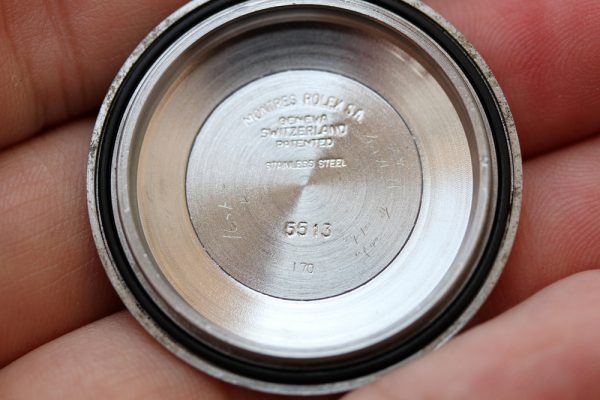 MONTRES ROLEX S.A.
GENEVA
SWITZERLAND
PATENTED
STAINLESS STEEL
5513
I 70